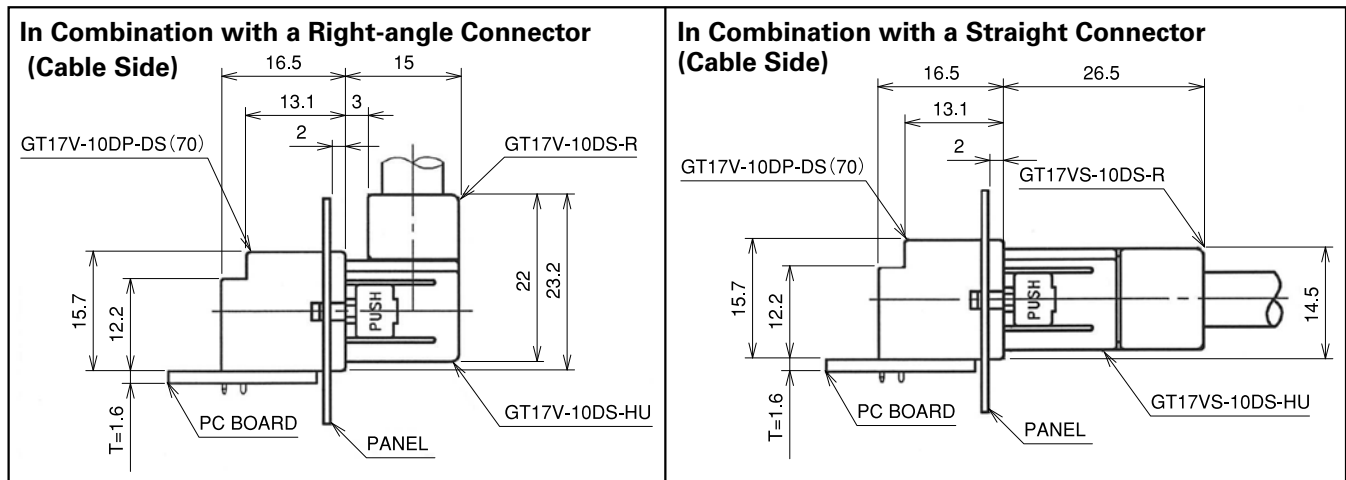 In Combination with a Right-angle Connector
(Cable Side)
16.5
15
13.1
3
2
GT17V-10DP-DS(70)
GT17V-10DS-R
15.7
12.2
PUSH
22
23.2
T=1.6
PC BOARD
PANEL
GT17V-10DS-HU
In Combination with a Straight Connector
(Cable Side)
16.5
26.5
13.1
2
GT17V-10DP-DS(70)
GT17VS-10DS-R
15.7
12.2
PUSH
14.5
T=1.6
PC BOARD
PANEL
GT17VS-10DS-HU